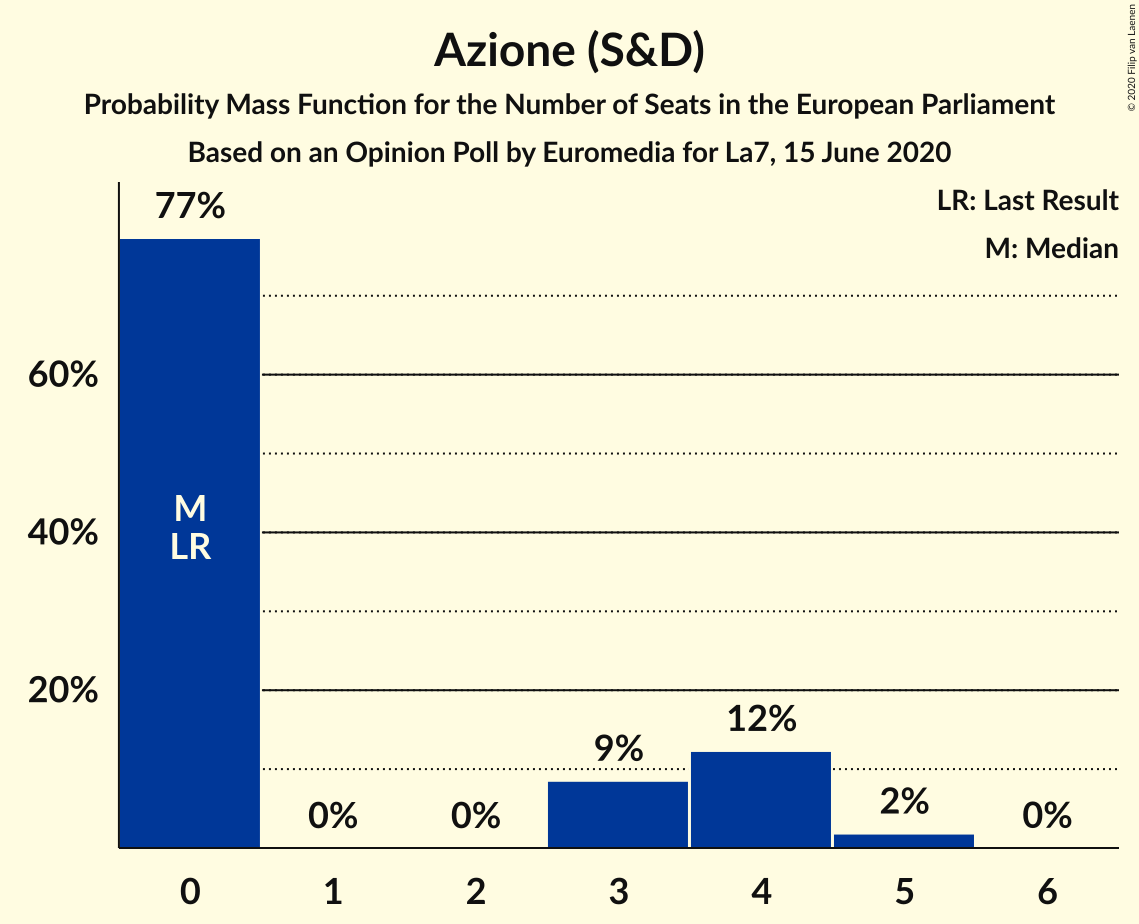 Azione (S&D)
Probability Mass Function for the Number of Seats in the European Parliament
Based on an Opinion Poll by Euromedia for La7, 15 June 2020
© 2020 Filip van Laenen
LR: Last Result
M: Median
77%
60%
40%
20%
M
LR
0%
0%
9%
12%
2%
0%
0
1
2
3
4
5
6